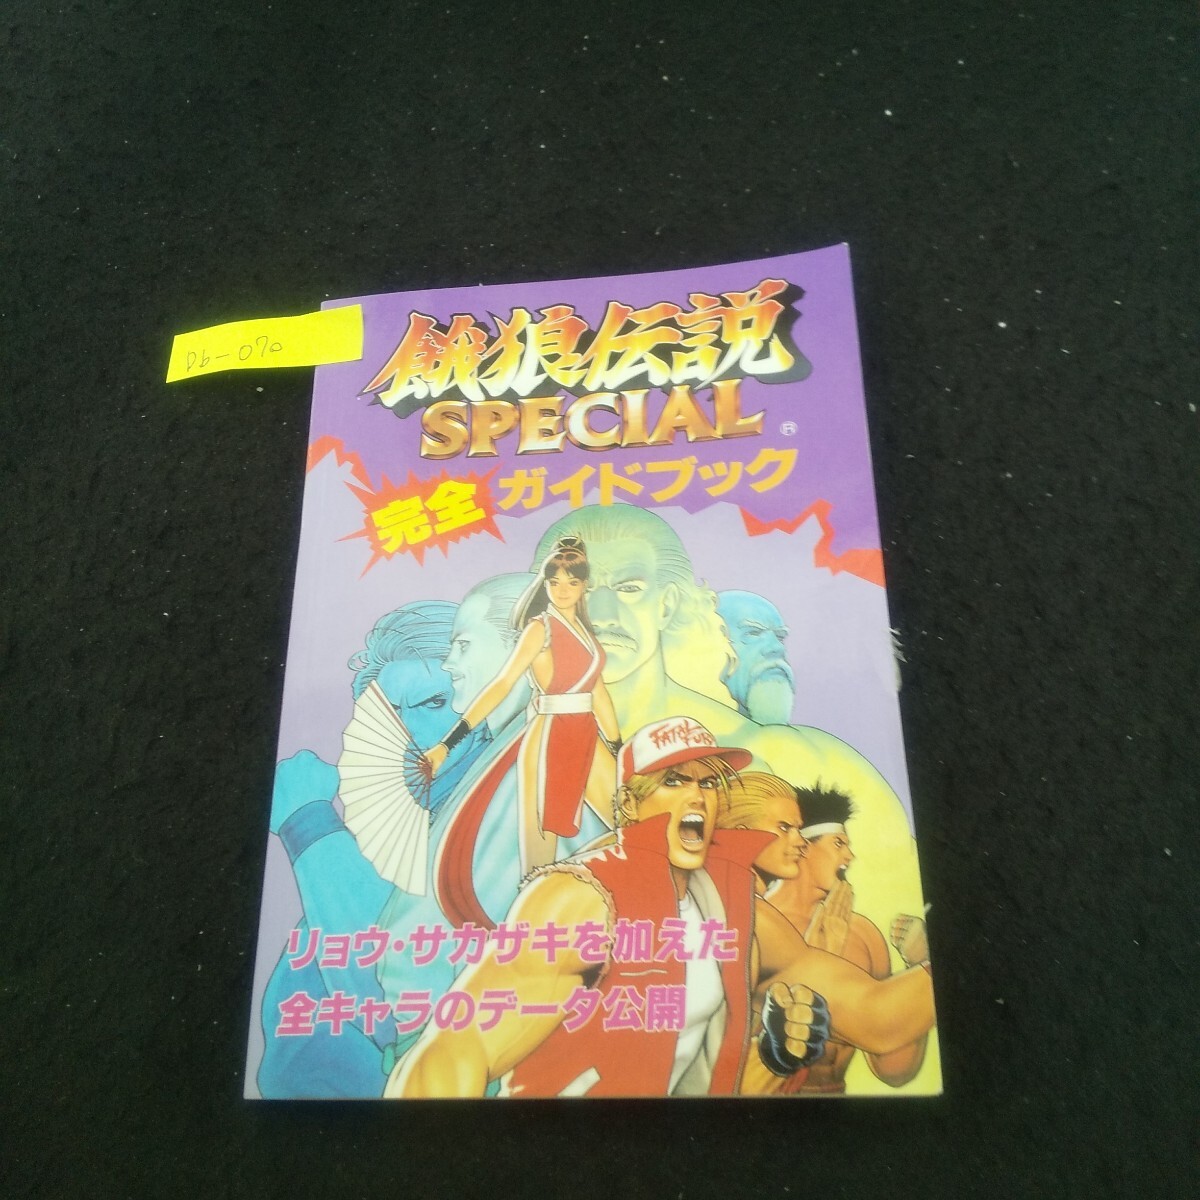 Db-070
餓狼伝説
SPECIAL ®
完全 ガイドブック
FATAL FURY
リョウ・サカザキを加えた
全キャラのデータ公開